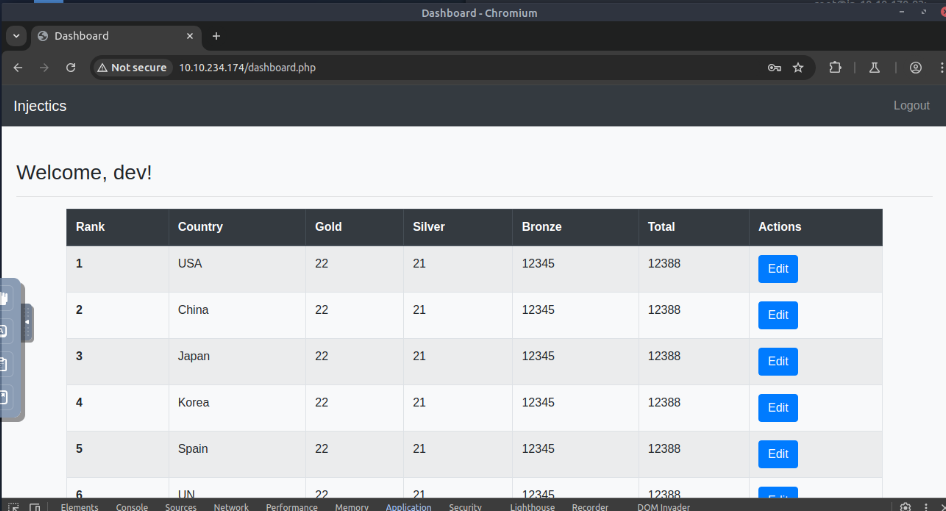 Dashboard - Chromium
Dashboard
Not secure 10.10.234.174/dashboard.php
Injectics Logout
Welcome, dev!
Rank Country Gold Silver Bronze Total Actions
1 USA 22 21 12345 12388 Edit
2 China 22 21 12345 12388 Edit
3 Japan 22 21 12345 12388 Edit
4 Korea 22 21 12345 12388 Edit
5 Spain 22 21 12345 12388 Edit
6 UN 22 21 12345 12388 Edit
Elements Console Sources Network Performance Memory Application Security Lighthouse Recorder DOM Invader